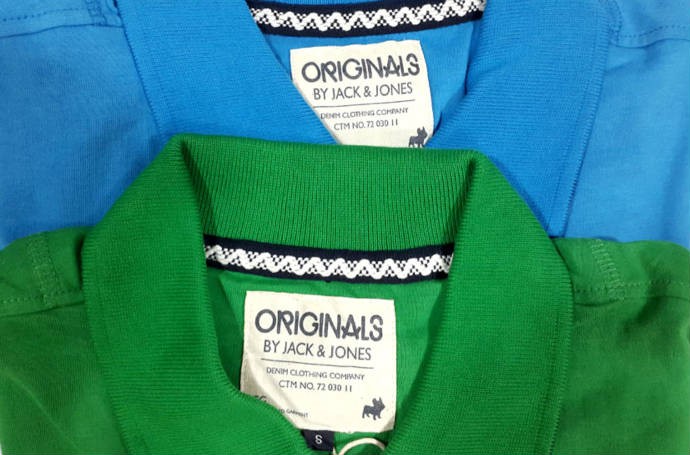 ORIGINALS
BY JACK & JONES
DENIM CLOTHING COMPANY
CTM NO. 72 030 11
ORIGINALS
BY JACK & JONES
DENIM CLOTHING COMPANY
CTM NO. 72 030 11
GARMENT
S